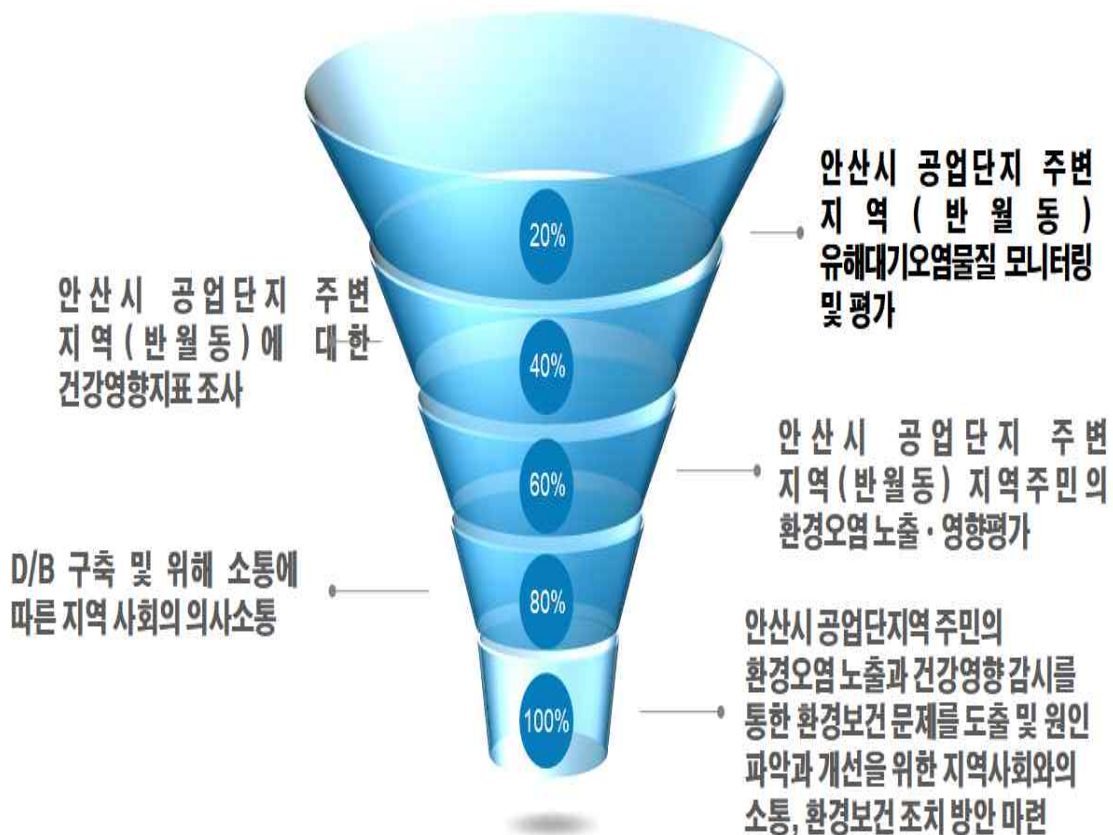 20%
안산시 공업단지 주변
지역(반월동)
유해대기오염물질 모니터링
및 평가
안산시 공업단지 주변
지역(반월동)에 대한
건강영향지표 조사
40%
60%
안산시 공업단지 주변
지역(반월동) 지역주민의
환경오염 노출·영향평가
D/B 구축 및 위해 소통에
따른 지역 사회의 의사소통
80%
100%
안산시 공업단지역 주민의
환경오염 노출과 건강영향 감시를
통한 환경보건 문제를 도출 및 원인
파악과 개선을 위한 지역사회와의
소통, 환경보건 조치 방안 마련